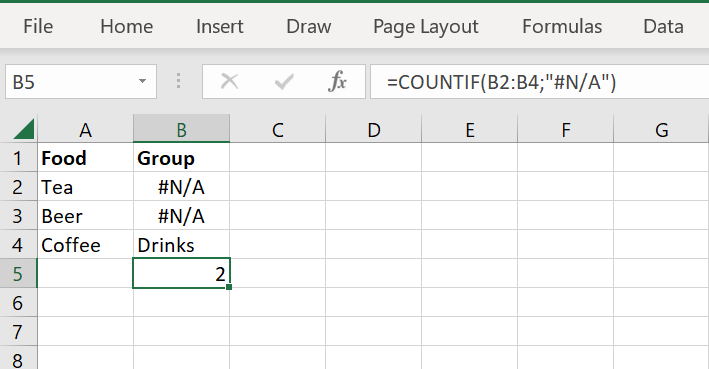 File Home Insert Draw Page Layout Formulas Data
B5 fx =COUNTIF(B2:B4;"#N/A")
A B C D E F G
1 Food Group
2 Tea #N/A
3 Beer #N/A
4 Coffee Drinks
5 2
6
7
8